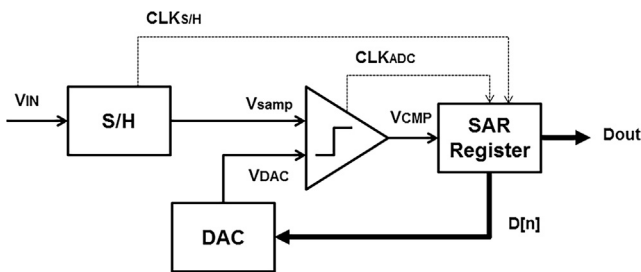 CLKS/H
CLKADC
VIN
S/H
Vsamp
VCMP
SAR
Register
Dout
VDAC
D[n]
DAC